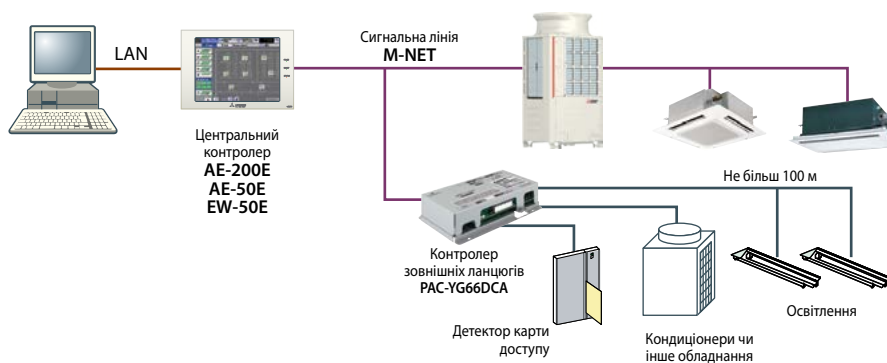 LAN
Сигнальна лінія
M-NET
Центральний
контролер
AE-200E
AE-50E
EW-50E
Не більш 100 м
Контролер
зовнішніх ланцюгів
PAC-YG66DCA
Детектор карти
доступу
Кондиціонери чи
інше обладнання
Освітлення